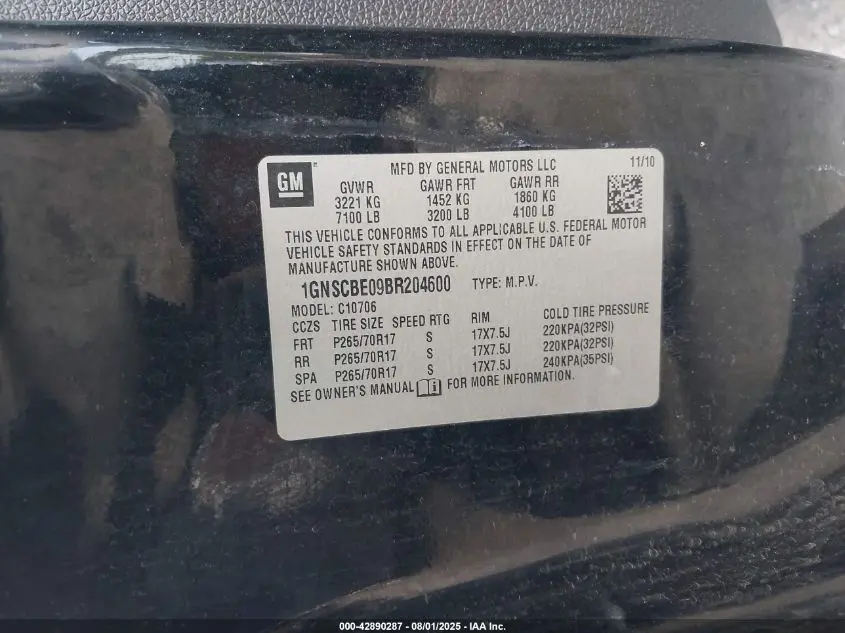 GM
MFD BY GENERAL MOTORS LLC 11/10
GVWR GAWR FRT GAWR RR
3221 KG 1452 KG 1860 KG
7100 LB 3200 LB 4100 LB
THIS VEHICLE CONFORMS TO ALL APPLICABLE U.S. FEDERAL MOTOR
VEHICLE SAFETY STANDARDS IN EFFECT ON THE DATE OF
MANUFACTURE SHOWN ABOVE.
1GNSCBE09BR204600 TYPE: M.P.V.
MODEL: C10706
CCZS TIRE SIZE SPEED RTG RIM COLD TIRE PRESSURE
FRT P265/70R17 S 17X7.5J 220KPA(32PSI)
RR P265/70R17 S 17X7.5J 220KPA(32PSI)
SPA P265/70R17 S 17X7.5J 240KPA(35PSI)
SEE OWNER'S MANUAL FOR MORE INFORMATION.
000-42890287 - 08/01/2025 - IAA Inc.